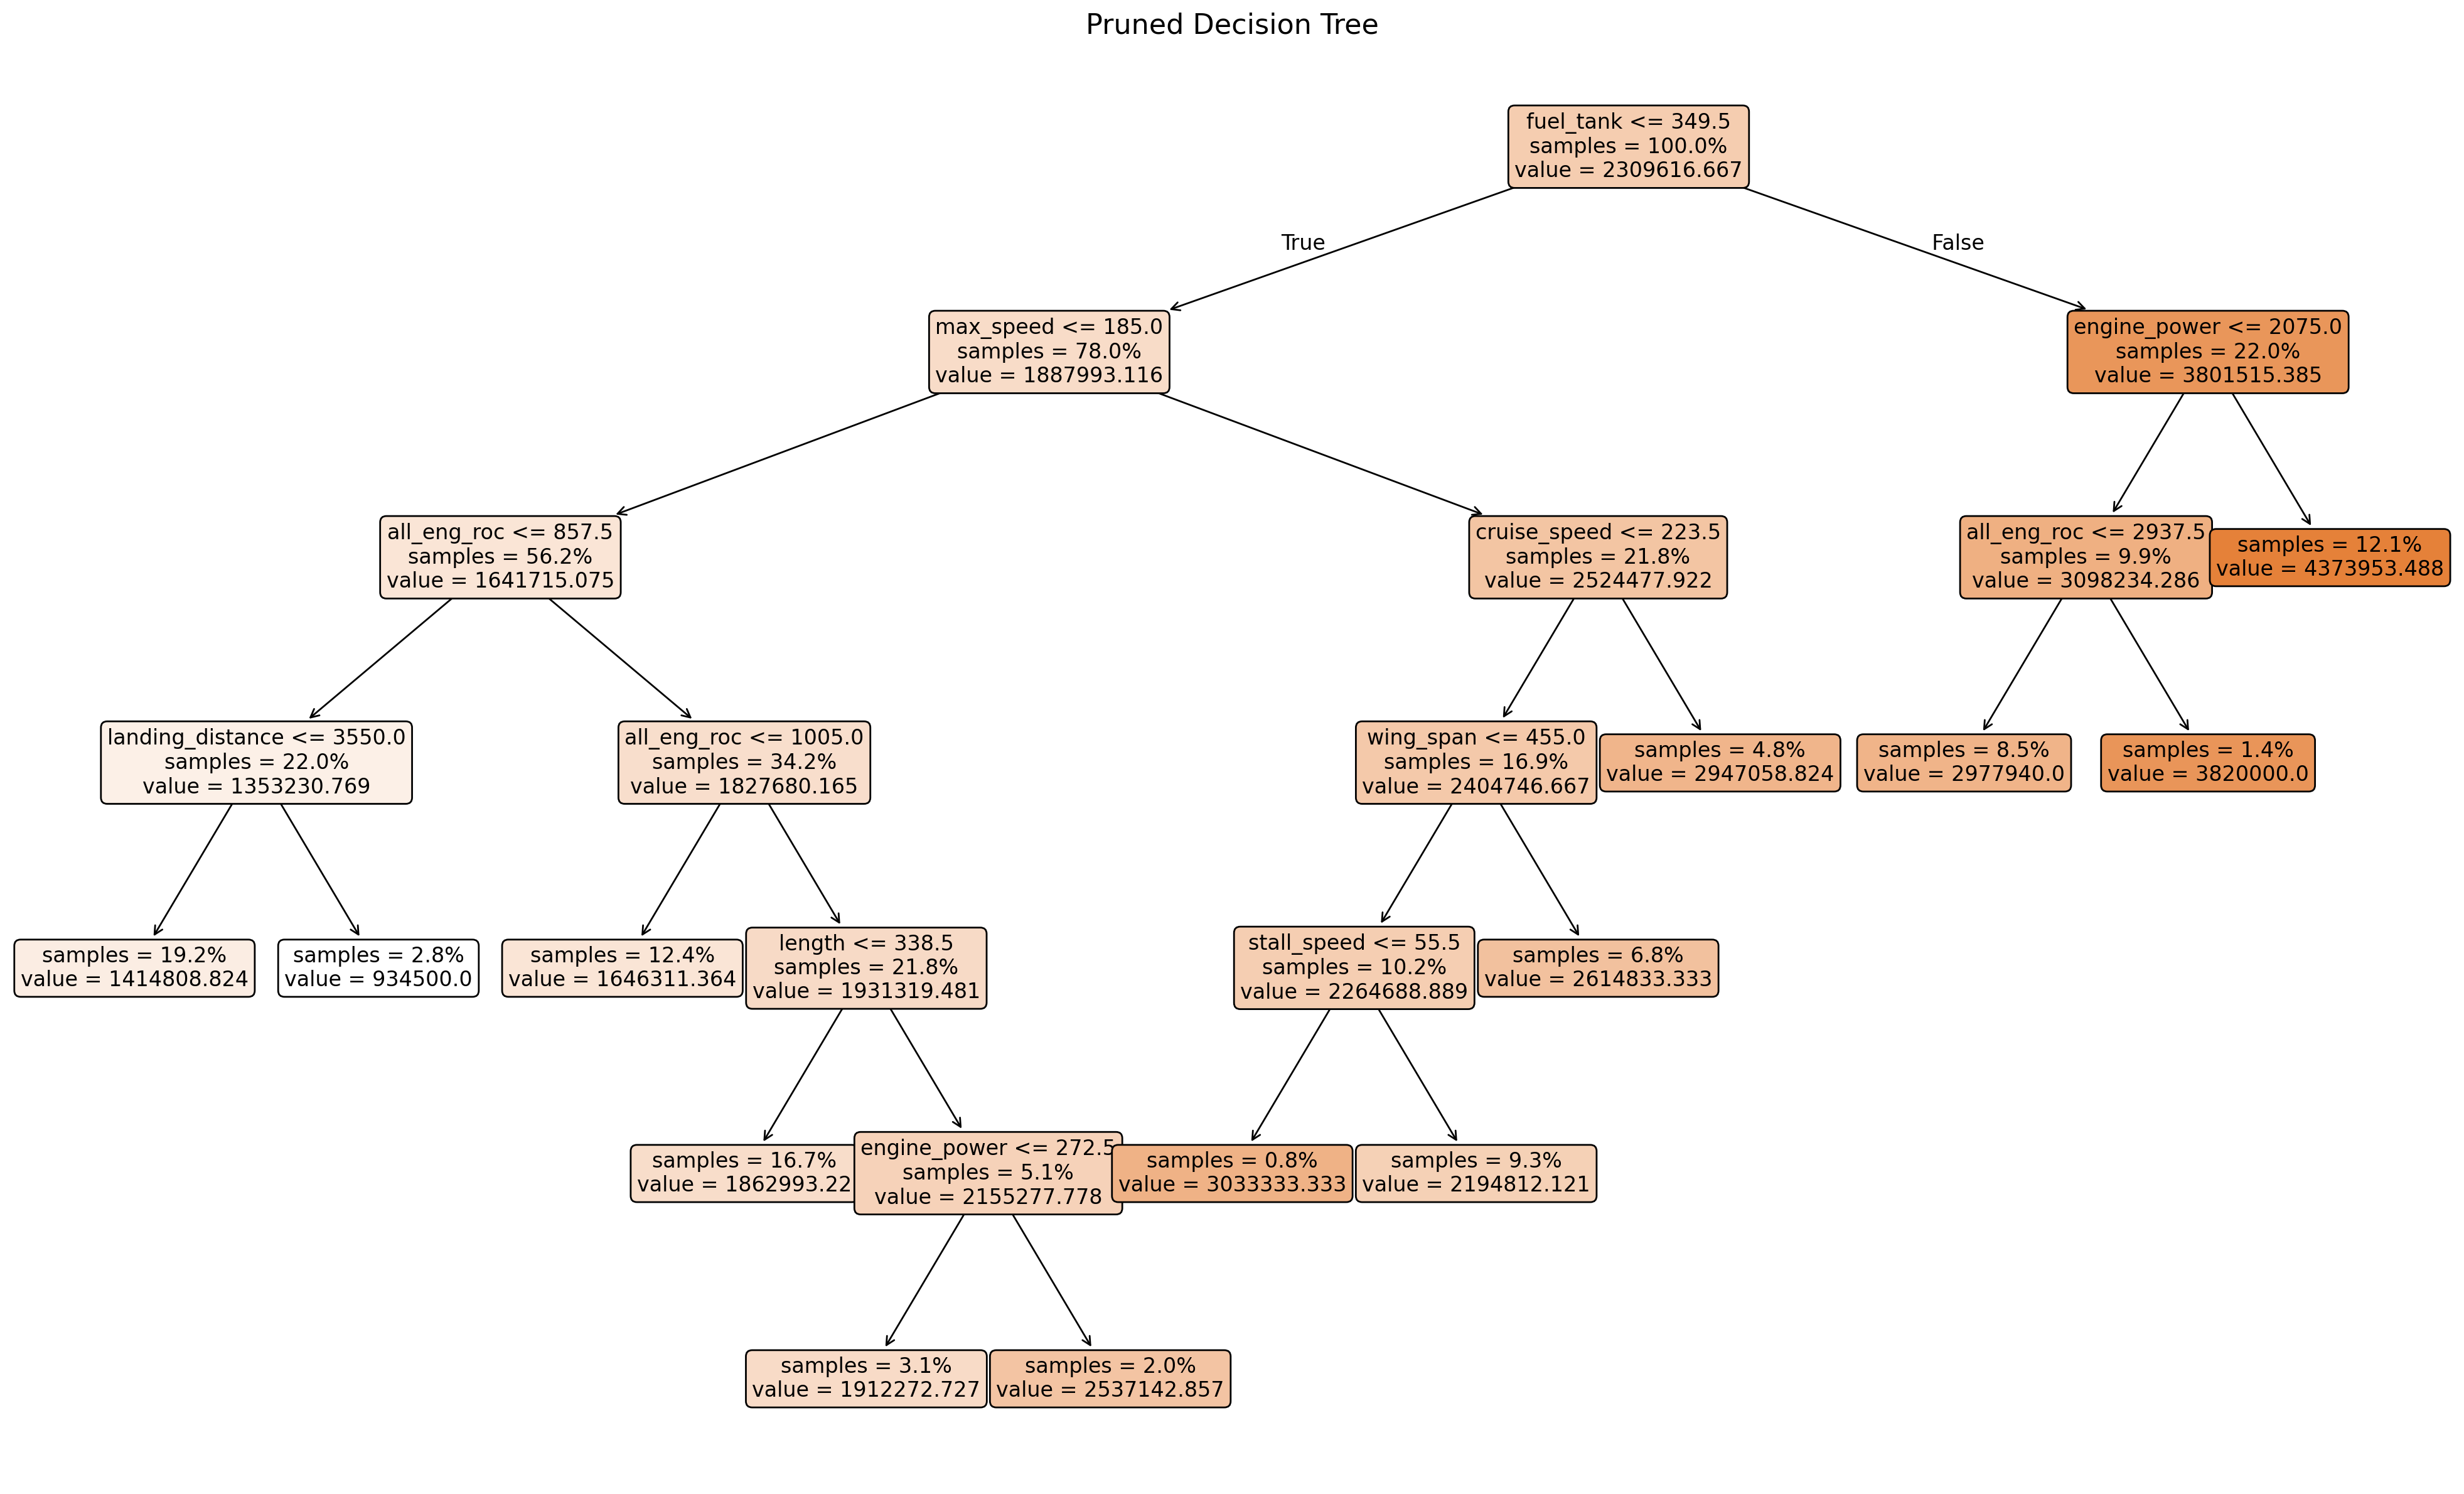 Pruned Decision Tree
fuel_tank <= 349.5
samples = 100.0%
value = 2309616.667
True
False
max_speed <= 185.0
samples = 78.0%
value = 1887993.116
engine_power <= 2075.0
samples = 22.0%
value = 3801515.385
all_eng_roc <= 857.5
samples = 56.2%
value = 1641715.075
cruise_speed <= 223.5
samples = 21.8%
value = 2524477.922
all_eng_roc <= 2937.5
samples = 9.9%
value = 3098234.286
samples = 12.1%
value = 4373953.488
landing_distance <= 3550.0
samples = 22.0%
value = 1353230.769
all_eng_roc <= 1005.0
samples = 34.2%
value = 1827680.165
wing_span <= 455.0
samples = 16.9%
value = 2404746.667
samples = 4.8%
value = 2947058.824
samples = 8.5%
value = 2977940.0
samples = 1.4%
value = 3820000.0
samples = 19.2%
value = 1414808.824
samples = 2.8%
value = 934500.0
samples = 12.4%
value = 1646311.364
length <= 338.5
samples = 21.8%
value = 1931319.481
stall_speed <= 55.5
samples = 10.2%
value = 2264688.889
samples = 6.8%
value = 2614833.333
samples = 16.7%
value = 1862993.22
engine_power <= 272.5
samples = 5.1%
value = 2155277.778
samples = 0.8%
value = 3033333.333
samples = 9.3%
value = 2194812.121
samples = 3.1%
value = 1912272.727
samples = 2.0%
value = 2537142.857